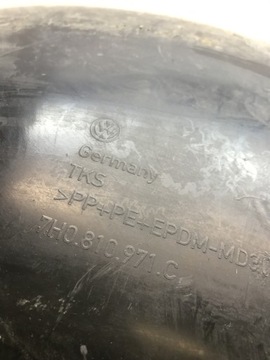 Germany
TKS
>PP+PE+EPDM-MD
7H0.810.971.C